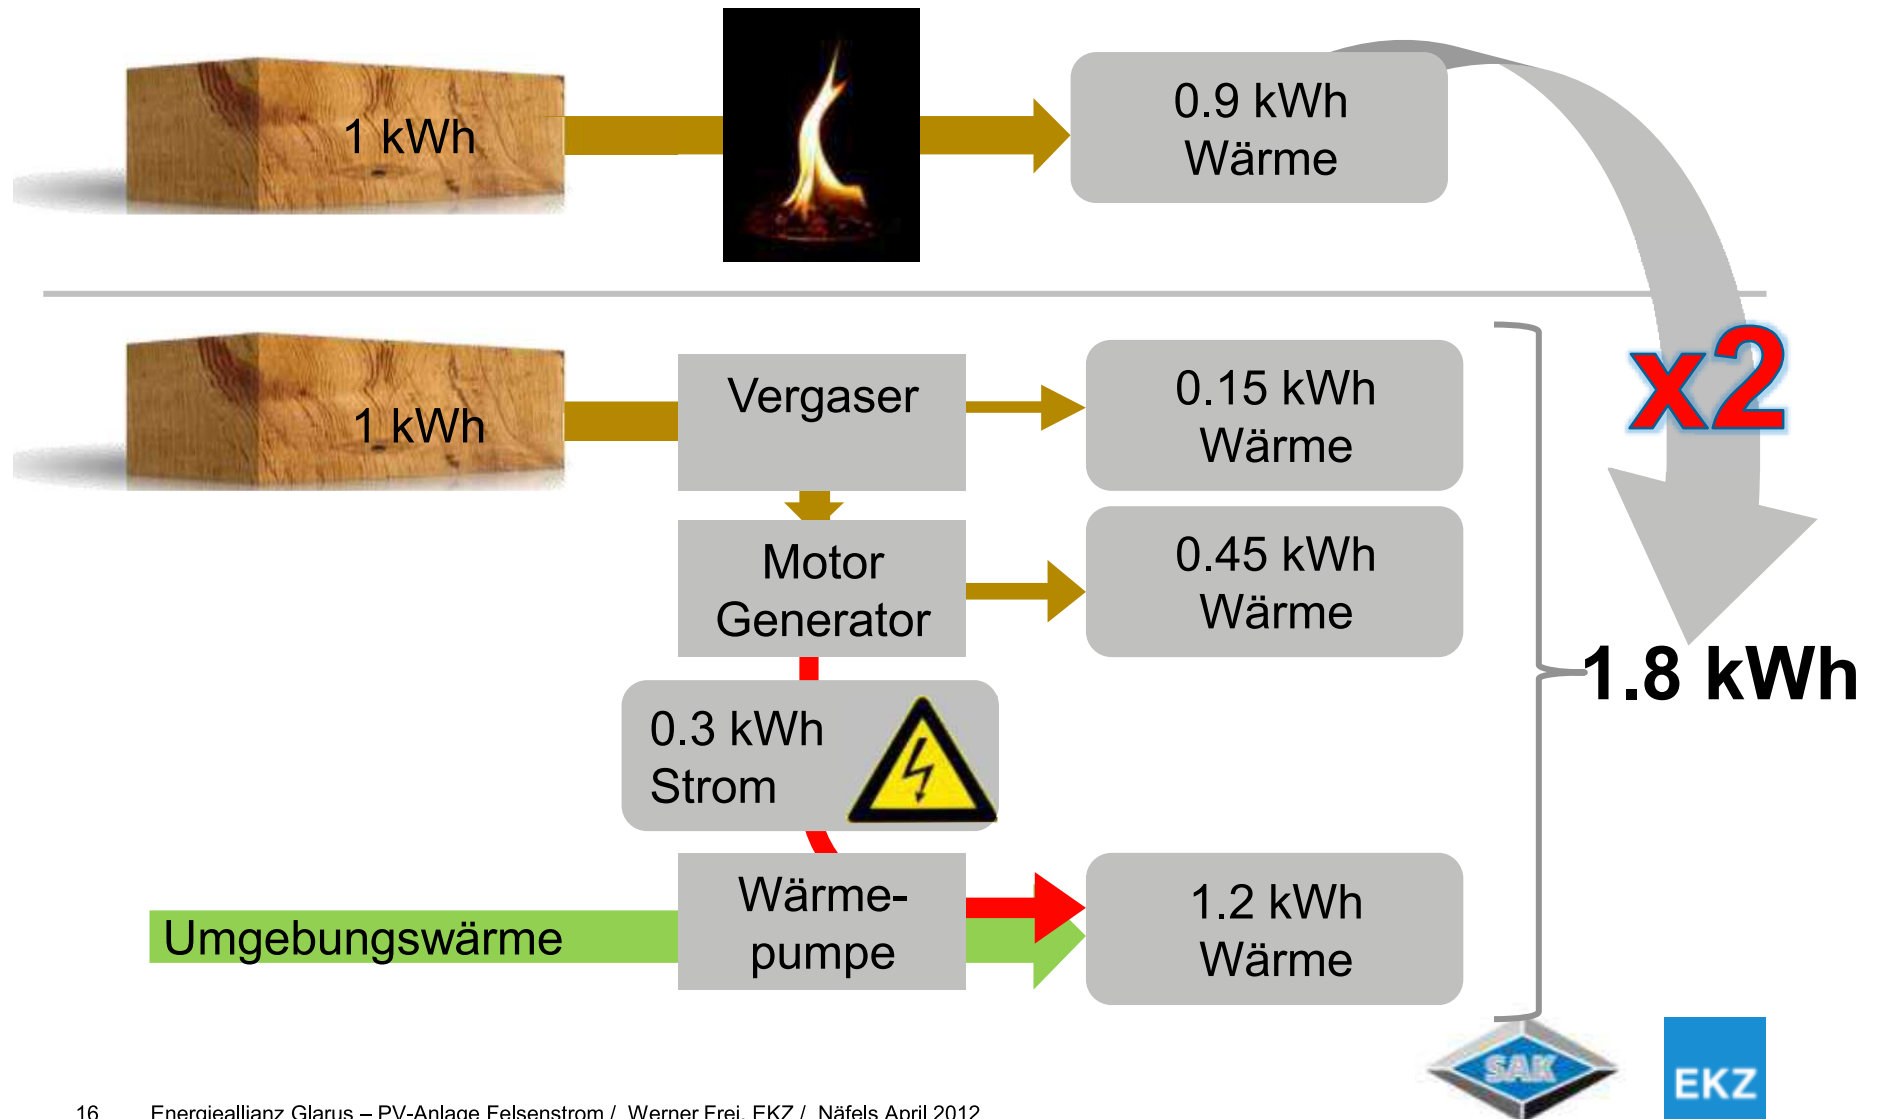 1 kWh
0.9 kWh
Wärme
1 kWh
Vergaser
0.15 kWh
Wärme
x2
Motor
Generator
0.45 kWh
Wärme
1.8 kWh
0.3 kWh
Strom
Umgebungswärme
Wärme-
pumpe
1.2 kWh
Wärme
SAK
EKZ
16 Energieallianz Glarus – PV-Anlage Felsenstrom / Werner Frei, EKZ / Näfels April 2012